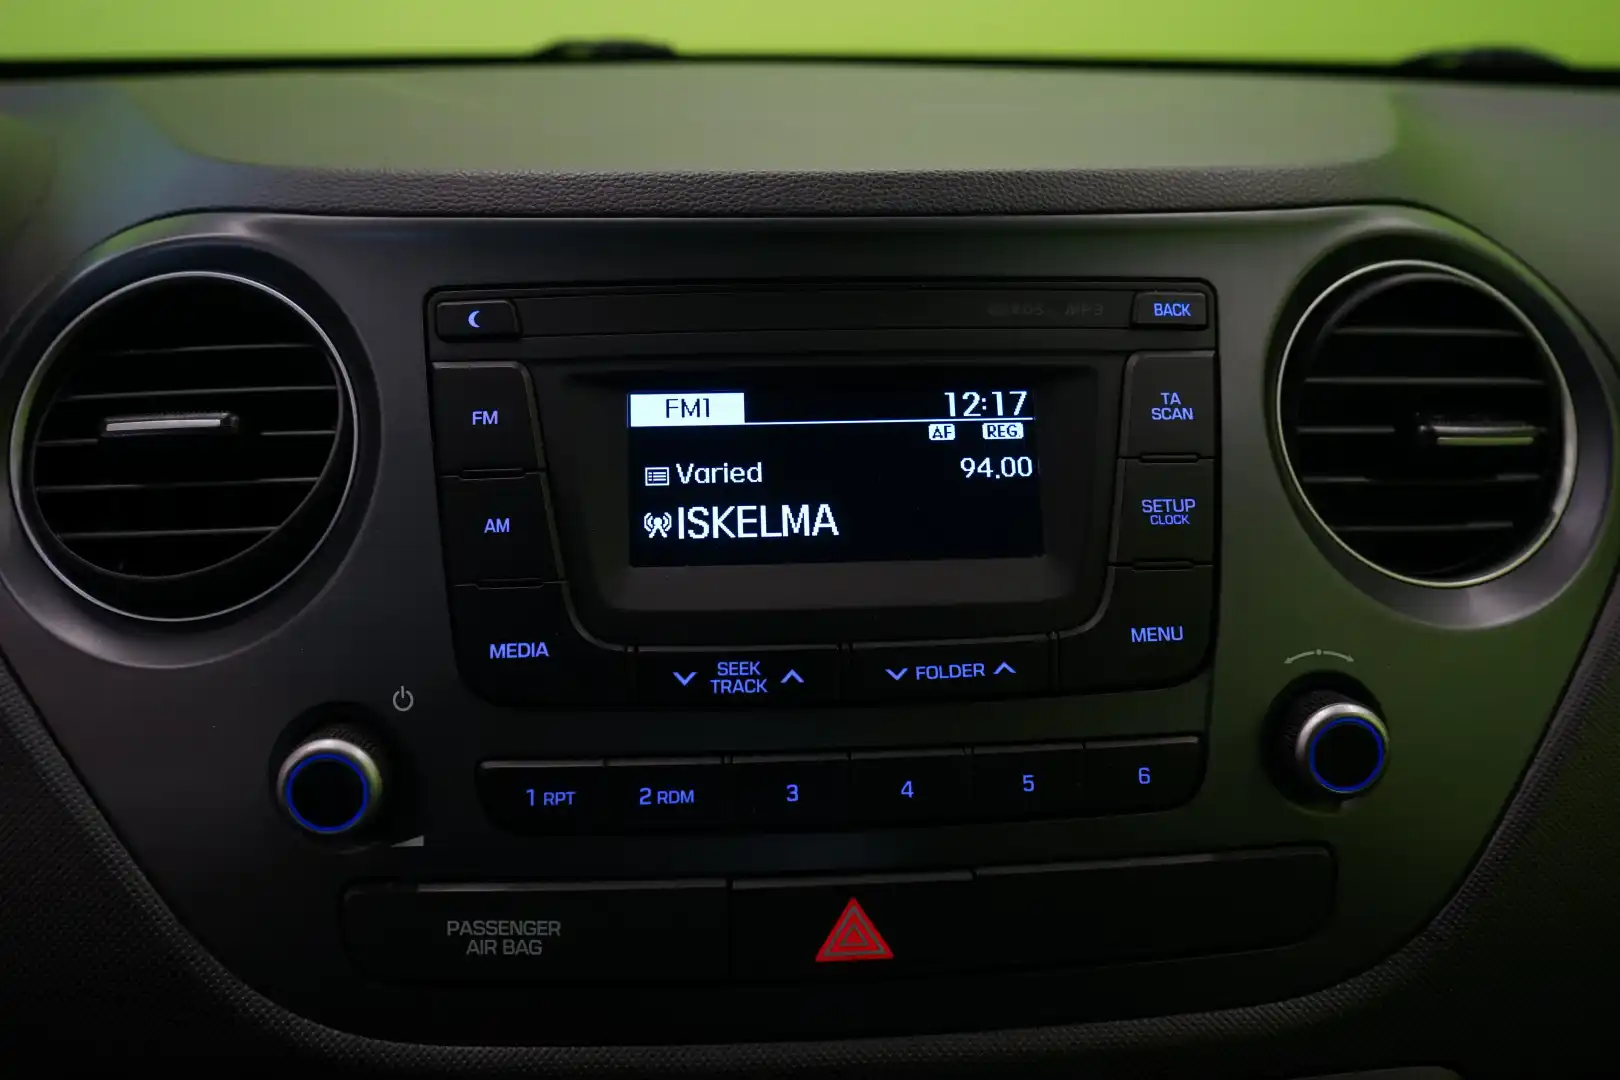 BACK
FM
AM
MEDIA
FM1 12:17
AF REG
Varied 94.00
ISKELMA
TA
SCAN
SETUP
CLOCK
MENU
SEEK
TRACK
FOLDER
1 RPT 2 RDM 3 4 5 6
PASSENGER
AIR BAG